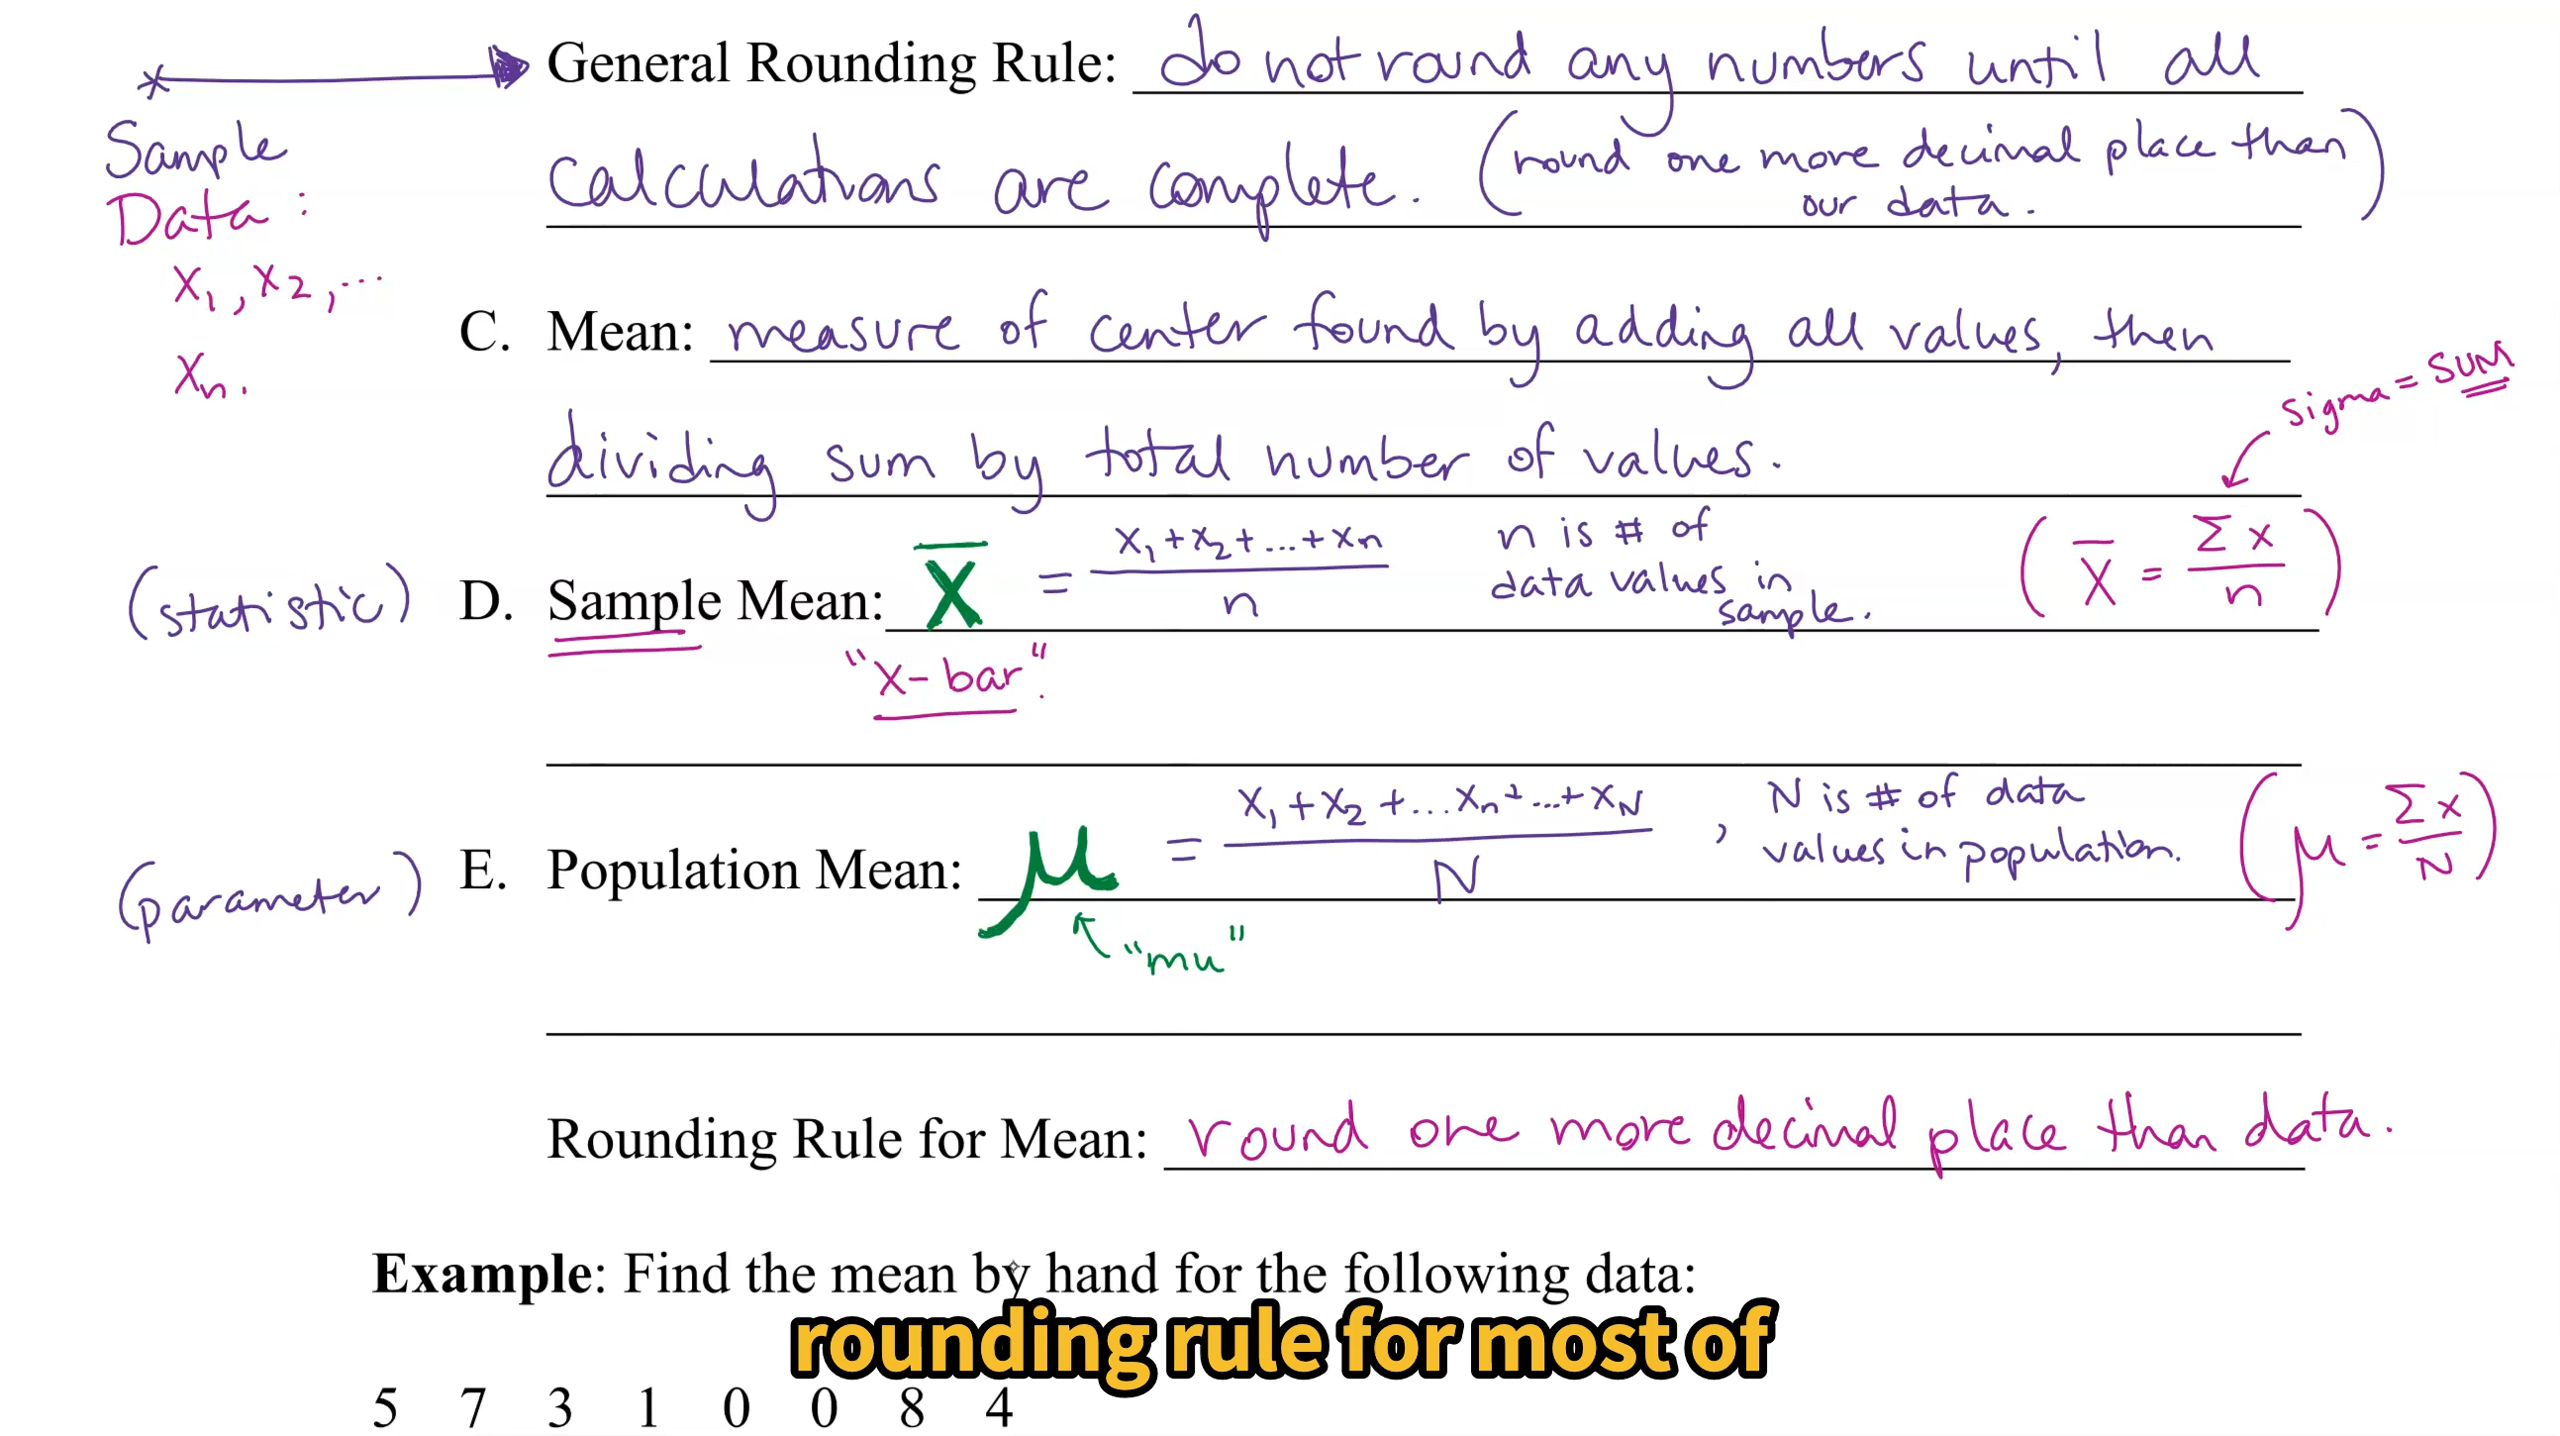 General Rounding Rule: do not round any numbers until all
calculations are complete. (round one more decimal place than
our data.)
Sample
Data:
x₁, x₂, ...
xₙ.
C. Mean: measure of center found by adding all values, then
dividing sum by total number of values.
sigma = SUM
(statistic) D. Sample Mean: x̄ = (x₁+x₂+...+xₙ)/n n is # of data values in sample. (x̄ = Σx/n)
"x-bar".
(parameter) E. Population Mean: μ = (x₁+x₂+...xₙ+...+x_N)/N , N is # of data values in population. (μ = Σx/N)
"mu"
Rounding Rule for Mean: round one more decimal place than data.
Example: Find the mean by hand for the following data:
rounding rule for most of
5 7 3 1 0 0 8 4